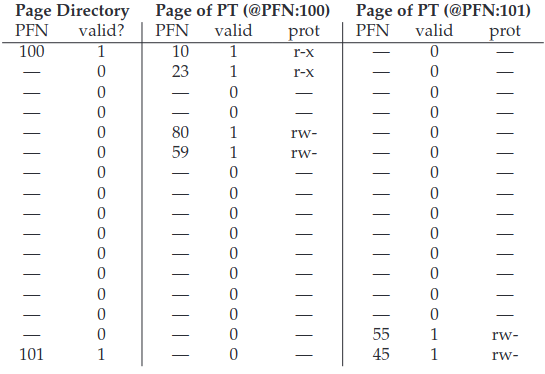 Page Directory Page of PT (@PFN:100) Page of PT (@PFN:101)
PFN valid? PFN valid prot PFN valid prot
100 1 10 1 r-x — 0 —
— 0 23 1 r-x — 0 —
— 0 — 0 — — 0 —
— 0 — 0 — — 0 —
— 0 80 1 rw- — 0 —
— 0 59 1 rw- — 0 —
— 0 — 0 — — 0 —
— 0 — 0 — — 0 —
— 0 — 0 — — 0 —
— 0 — 0 — — 0 —
— 0 — 0 — — 0 —
— 0 — 0 — — 0 —
— 0 — 0 — — 0 —
— 0 — 0 — — 0 —
— 0 — 0 — 55 1 rw-
101 1 — 0 — 45 1 rw-